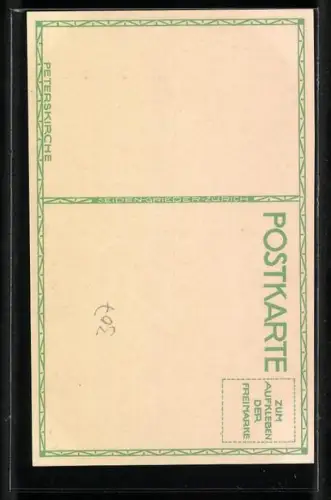 POSTKARTE
ZUM
AUFKLEBEN
DER
FREIMARKE
SEIDEN-GRIEDER-ZÜRICH
PETERSKIRCHE